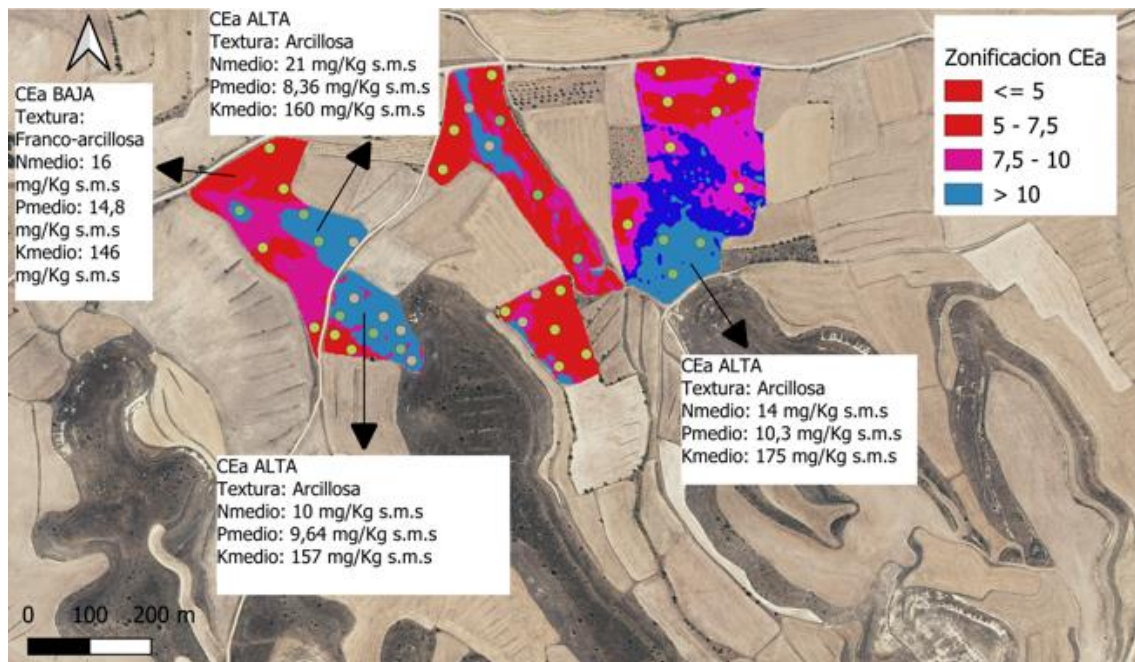 CEa ALTA
Textura: Arcillosa
Nmedio: 21 mg/Kg s.m.s
Pmedio: 8,36 mg/Kg s.m.s
Kmedio: 160 mg/Kg s.m.s
CEa BAJA
Textura:
Franco-arcillosa
Nmedio: 16
mg/Kg s.m.s
Pmedio: 14,8
mg/Kg s.m.s
Kmedio: 146
mg/Kg s.m.s
Zonificacion CEa
<= 5
5 - 7,5
7,5 - 10
> 10
CEa ALTA
Textura: Arcillosa
Nmedio: 14 mg/Kg s.m.s
Pmedio: 10,3 mg/Kg s.m.s
Kmedio: 175 mg/Kg s.m.s
CEa ALTA
Textura: Arcillosa
Nmedio: 10 mg/Kg s.m.s
Pmedio: 9,64 mg/Kg s.m.s
Kmedio: 157 mg/Kg s.m.s
0 100 200 m